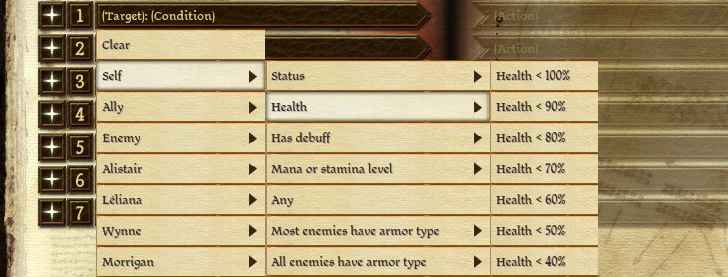 1 (Target): (Condition) (Action)
2 Clear (Action)
3 Self Status Health < 100%
4 Ally Health Health < 90%
5 Enemy Has debuff Health < 80%
6 Alistair Mana or stamina level Health < 70%
7 Leliana Any Health < 60%
Wynne Most enemies have armor type Health < 50%
Morrigan All enemies have armor type Health < 40%